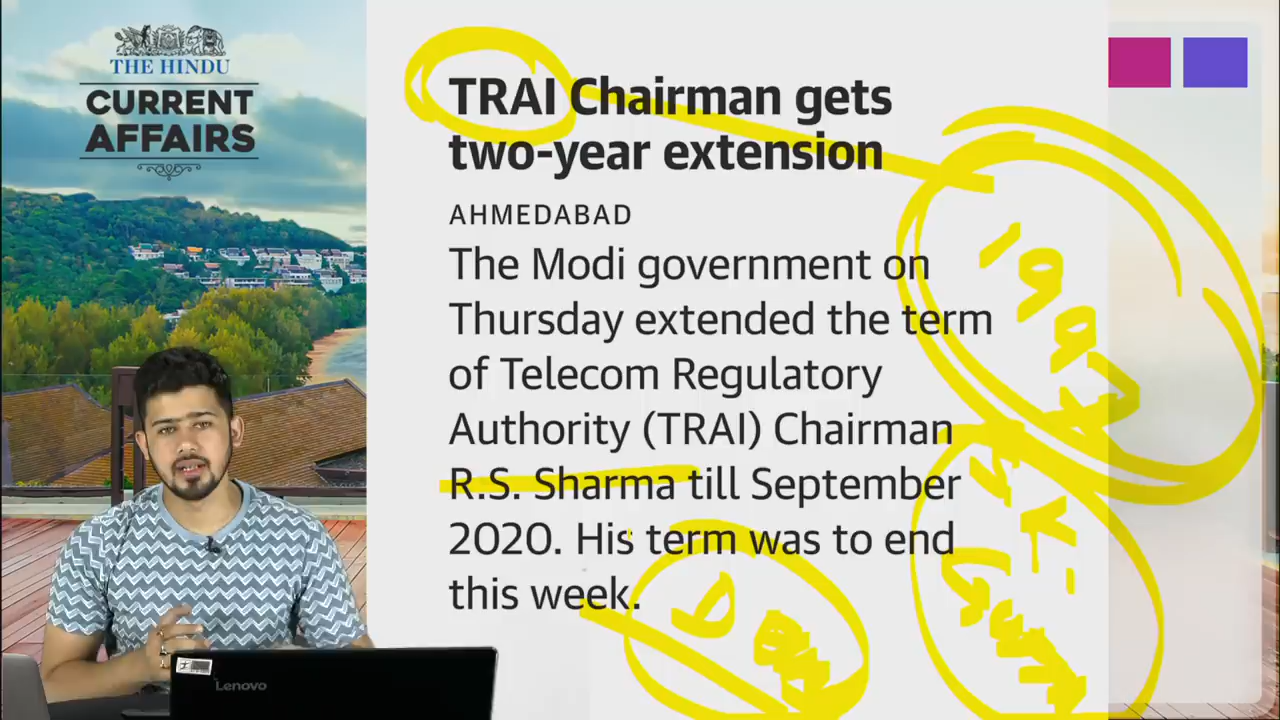 THE HINDU
CURRENT
AFFAIRS
TRAI Chairman gets
two-year extension
AHMEDABAD
The Modi government on
Thursday extended the term
of Telecom Regulatory
Authority (TRAI) Chairman
R.S. Sharma till September
2020. His term was to end
this week.
1997
Lenovo